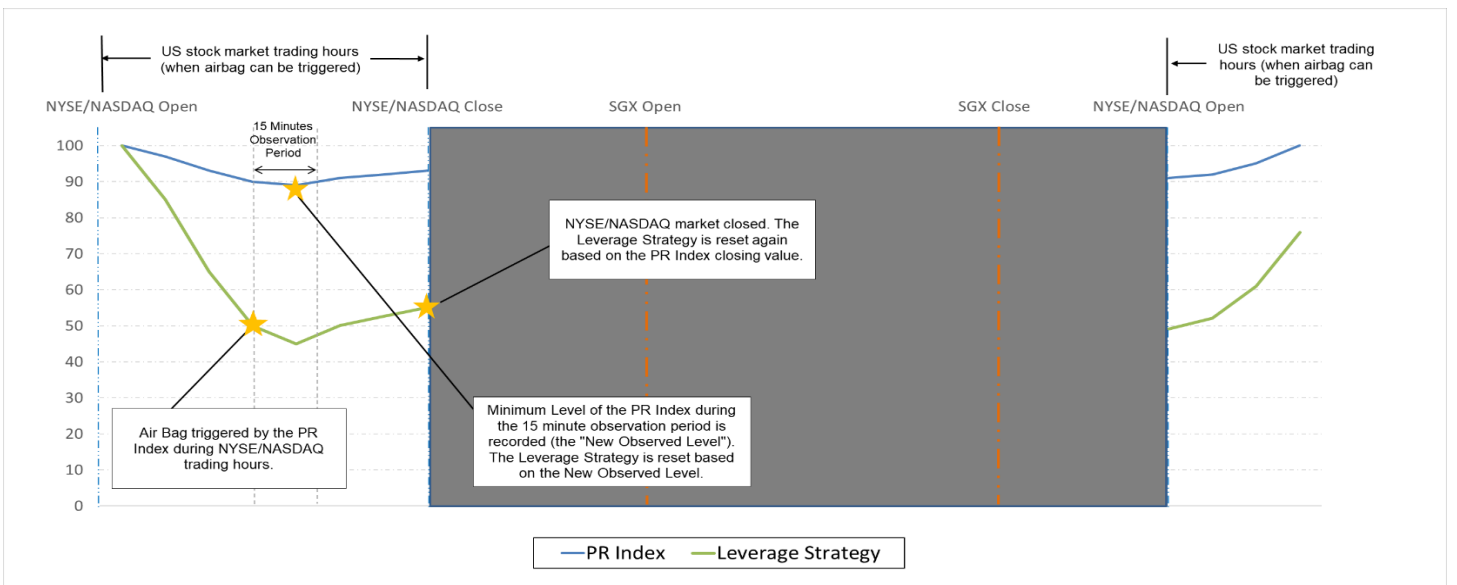 US stock market trading hours
(when airbag can be triggered)
US stock market trading
hours (when airbag can
be triggered)
NYSE/NASDAQ Open
NYSE/NASDAQ Close
SGX Open
SGX Close
NYSE/NASDAQ Open
15 Minutes
Observation
Period
100
90
80
70
60
50
40
30
20
10
0
NYSE/NASDAQ market closed. The
Leverage Strategy is reset again
based on the PR Index closing value.
Air Bag triggered by the PR
Index during NYSE/NASDAQ
trading hours.
Minimum Level of the PR Index during
the 15 minute observation period is
recorded (the "New Observed Level").
The Leverage Strategy is reset based
on the New Observed Level.
PR Index
Leverage Strategy